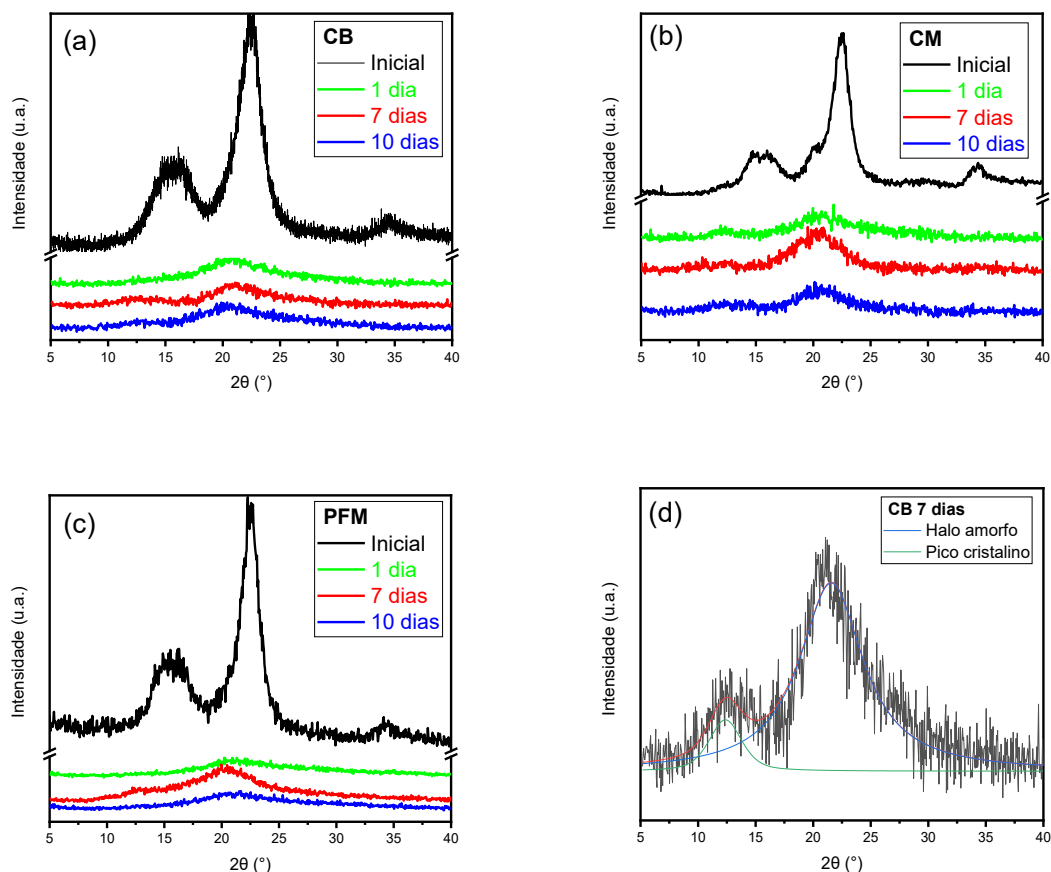 (a)
CB
Inicial
1 dia
7 dias
10 dias
Intensidade (u.a.)
5 10 15 20 25 30 35 40
2θ (°)
(b)
CM
Inicial
1 dia
7 dias
10 dias
Intensidade (u.a.)
5 10 15 20 25 30 35 40
2θ (°)
(c)
PFM
Inicial
1 dia
7 dias
10 dias
Intensidade (u.a.)
5 10 15 20 25 30 35 40
2θ (°)
(d)
CB 7 dias
Halo amorfo
Pico cristalino
Intensidade (u.a.)
5 10 15 20 25 30 35 40
2θ (°)